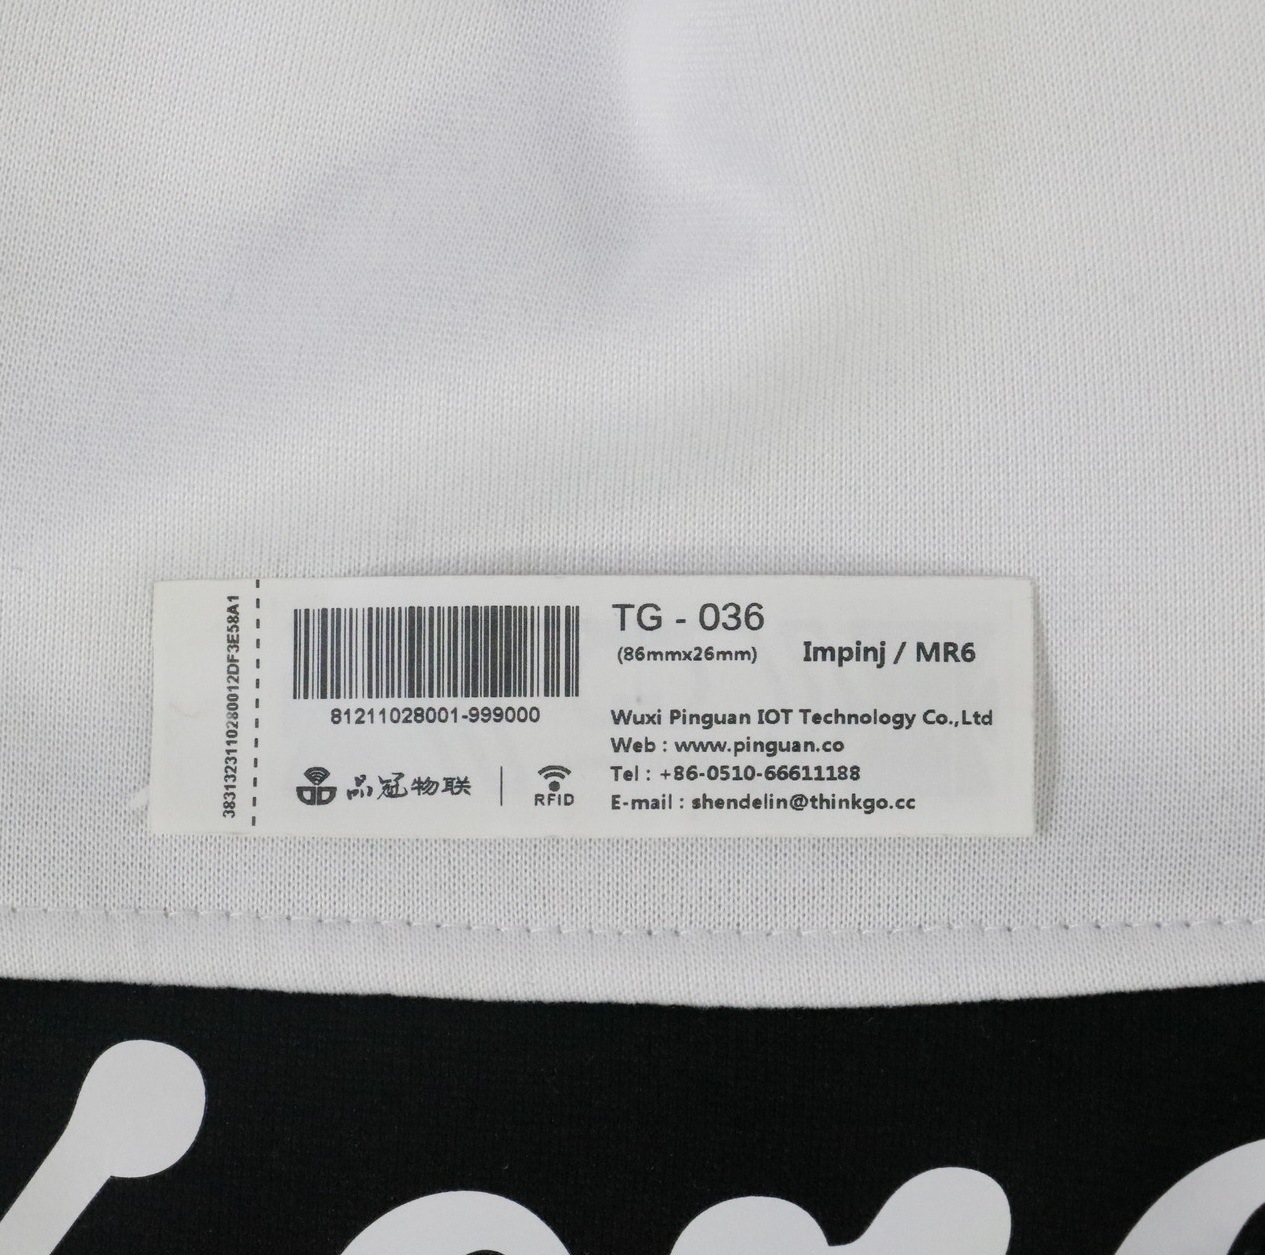 3831323110280012DF3E58A1
81211028001-999000
品冠物联
RFID
TG - 036
(86mmx26mm)
Impinj / MR6
Wuxi Pinguan IOT Technology Co.,Ltd
Web : www.pinguan.co
Tel : +86-0510-66611188
E-mail : shendelin@thinkgo.cc